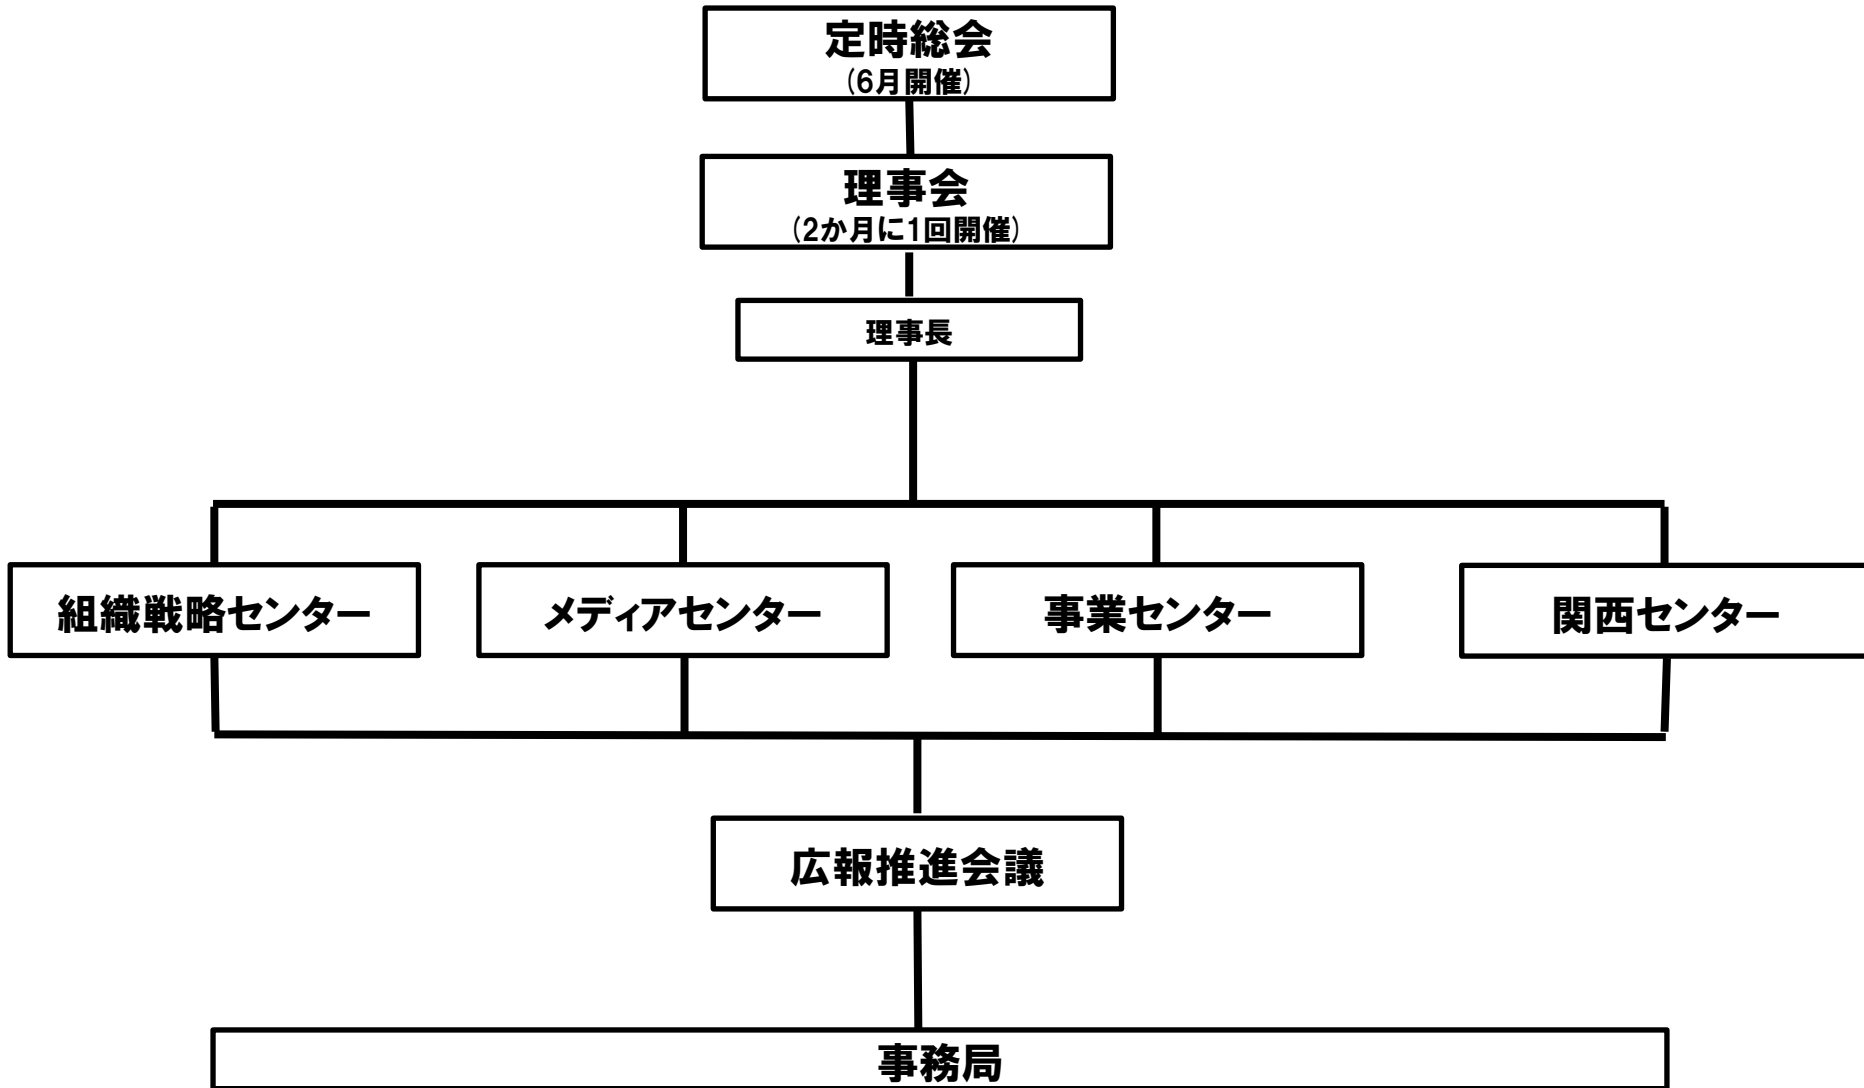 定時総会
(6月開催)
理事会
(2か月に1回開催)
理事長
組織戦略センター
メディアセンター
事業センター
関西センター
広報推進会議
事務局